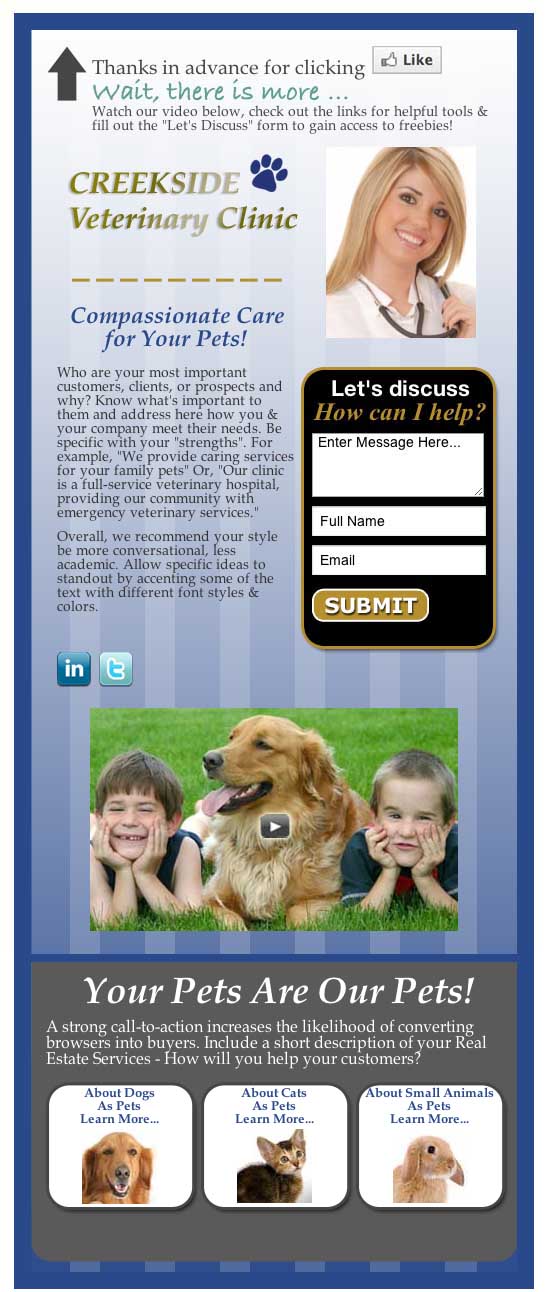 Thanks in advance for clicking Like
Wait, there is more ...
Watch our video below, check out the links for helpful tools &
fill out the "Let's Discuss" form to gain access to freebies!
CREEKSIDE
Veterinary Clinic
Compassionate Care
for Your Pets!
Who are your most important
customers, clients, or prospects and
why? Know what's important to
them and address here how you &
your company meet their needs. Be
specific with your "strengths". For
example, "We provide caring services
for your family pets" Or, "Our clinic
is a full-service veterinary hospital,
providing our community with
emergency veterinary services."
Overall, we recommend your style
be more conversational, less
academic. Allow specific ideas to
standout by accenting some of the
text with different font styles &
colors.
Let's discuss
How can I help?
Enter Message Here...
Full Name
Email
SUBMIT
in t
Your Pets Are Our Pets!
A strong call-to-action increases the likelihood of converting
browsers into buyers. Include a short description of your Real
Estate Services - How will you help your customers?
About Dogs
As Pets
Learn More...
About Cats
As Pets
Learn More...
About Small Animals
As Pets
Learn More...